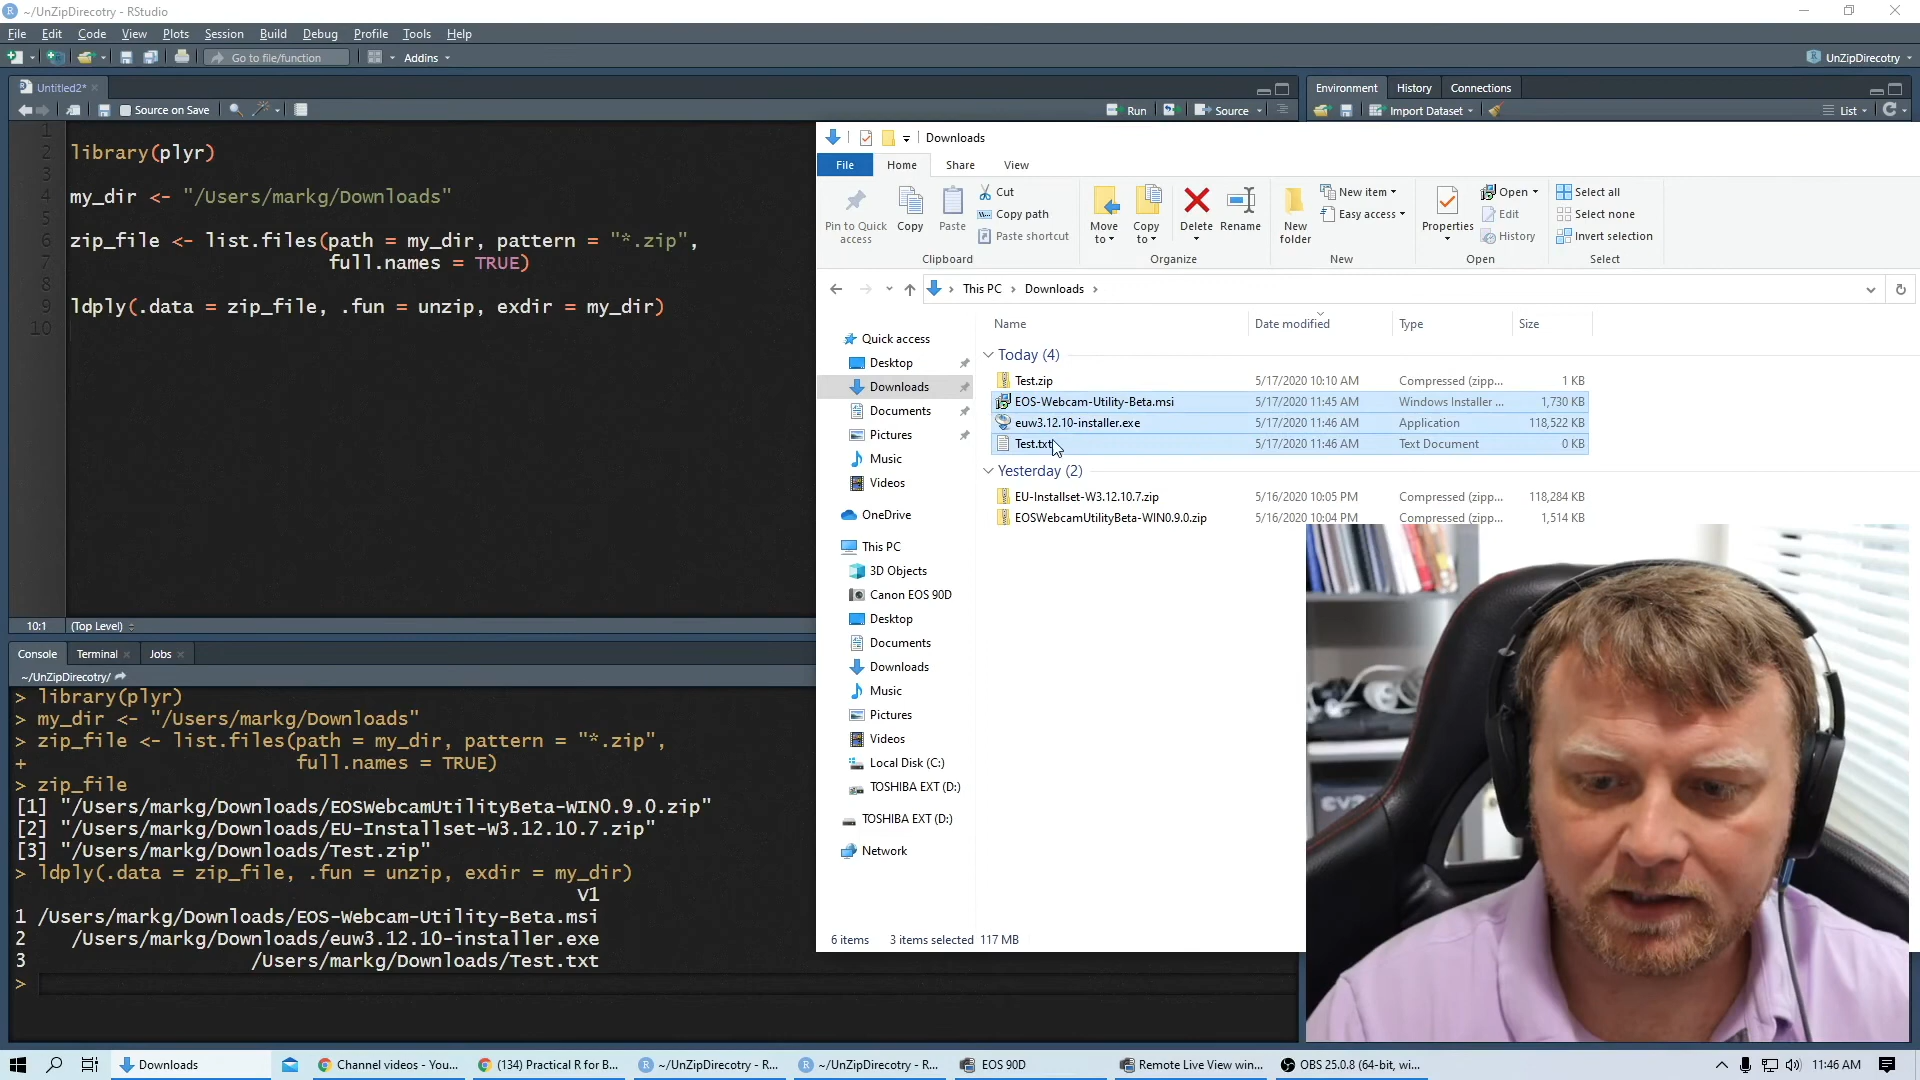 ~/UnZipDirecotry - RStudio
File Edit Code View Plots Session Build Debug Profile Tools Help
Go to file/function Addins UnZipDirecotry
Untitled2*
Source on Save Run Source
1
2 library(plyr)
3
4 my_dir <- "/Users/markg/Downloads"
5
6 zip_file <- list.files(path = my_dir, pattern = "*.zip",
7 full.names = TRUE)
8
9 ldply(.data = zip_file, .fun = unzip, exdir = my_dir)
10
10:1 (Top Level)
Console Terminal Jobs
~/UnZipDirecotry/
> library(plyr)
> my_dir <- "/Users/markg/Downloads"
> zip_file <- list.files(path = my_dir, pattern = "*.zip",
+ full.names = TRUE)
> zip_file
[1] "/Users/markg/Downloads/EOSWebcamUtilityBeta-WIN0.9.0.zip"
[2] "/Users/markg/Downloads/EU-Installset-W3.12.10.7.zip"
[3] "/Users/markg/Downloads/Test.zip"
> ldply(.data = zip_file, .fun = unzip, exdir = my_dir)
V1
1 /Users/markg/Downloads/EOS-Webcam-Utility-Beta.msi
2 /Users/markg/Downloads/euw3.12.10-installer.exe
3 /Users/markg/Downloads/Test.txt
>
Environment History Connections
Import Dataset List
Downloads
File Home Share View
Pin to Quick access Copy Paste Cut Copy path Paste shortcut
Move to Copy to Delete Rename New folder New item Easy access
Properties Open Edit History Select all Select none Invert selection
Clipboard Organize New Open Select
This PC Downloads
Quick access
Desktop
Downloads
Documents
Pictures
Music
Videos
OneDrive
This PC
3D Objects
Canon EOS 90D
Desktop
Documents
Downloads
Music
Pictures
Videos
Local Disk (C:)
TOSHIBA EXT (D:)
TOSHIBA EXT (D:)
Network
Name Date modified Type Size
Today (4)
Test.zip 5/17/2020 10:10 AM Compressed (zipp... 1 KB
EOS-Webcam-Utility-Beta.msi 5/17/2020 11:45 AM Windows Installer ... 1,730 KB
euw3.12.10-installer.exe 5/17/2020 11:46 AM Application 118,522 KB
Test.txt 5/17/2020 11:46 AM Text Document 0 KB
Yesterday (2)
EU-Installset-W3.12.10.7.zip 5/16/2020 10:05 PM Compressed (zipp... 118,284 KB
EOSWebcamUtilityBeta-WIN0.9.0.zip 5/16/2020 10:04 PM Compressed (zipp... 1,514 KB
6 items 3 items selected 117 MB
Downloads Channel videos - You... (134) Practical R for B... ~/UnZipDirecotry - R... ~/UnZipDirecotry - R... EOS 90D Remote Live View win... OBS 25.0.8 (64-bit, wi... 11:46 AM